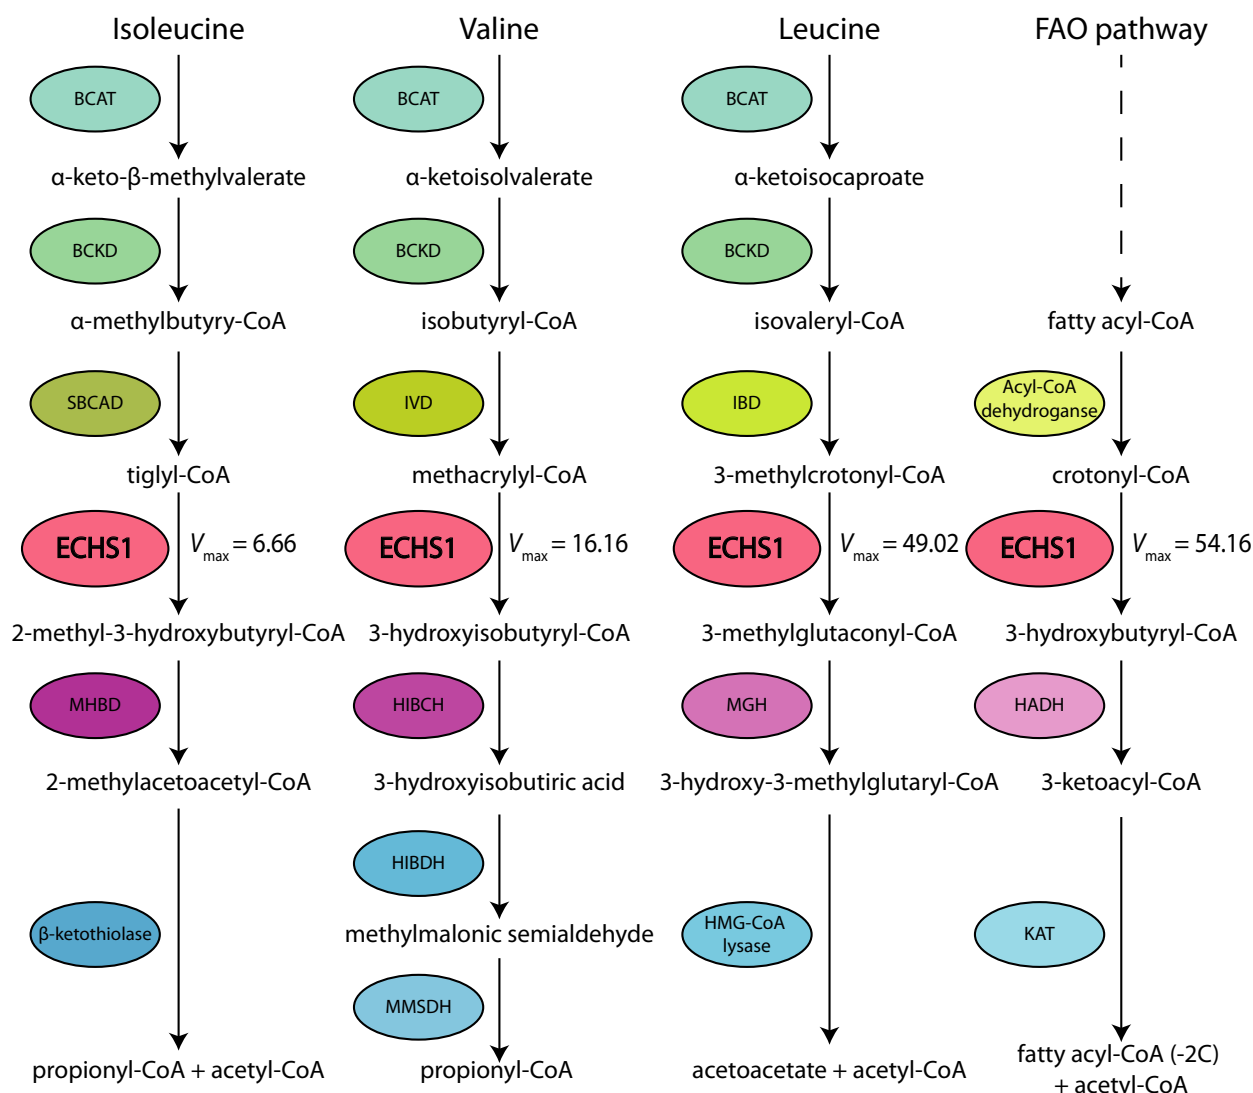 Isoleucine
BCAT
α-keto-β-methylvalerate
BCKD
α-methylbutyry-CoA
SBCAD
tiglyl-CoA
ECHS1
Vmax = 6.66
2-methyl-3-hydroxybutyryl-CoA
MHBD
2-methylacetoacetyl-CoA
β-ketothiolase
propionyl-CoA + acetyl-CoA
Valine
BCAT
α-ketoisolvalerate
BCKD
isobutyryl-CoA
IVD
methacrylyl-CoA
ECHS1
Vmax = 16.16
3-hydroxyisobutyryl-CoA
HIBCH
3-hydroxyisobutiric acid
HIBDH
methylmalonic semialdehyde
MMSDH
propionyl-CoA
Leucine
BCAT
α-ketoisocaproate
BCKD
isovaleryl-CoA
IBD
3-methylcrotonyl-CoA
ECHS1
Vmax = 49.02
3-methylglutaconyl-CoA
MGH
3-hydroxy-3-methylglutaryl-CoA
HMG-CoA
lysase
acetoacetate + acetyl-CoA
FAO pathway
fatty acyl-CoA
Acyl-CoA
dehydroganse
crotonyl-CoA
ECHS1
Vmax = 54.16
3-hydroxybutyryl-CoA
HADH
3-ketoacyl-CoA
KAT
fatty acyl-CoA (-2C)
+ acetyl-CoA